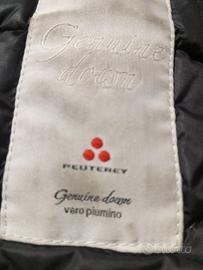 Genuine
down
PEUTEREY
Genuine down
vero piumino